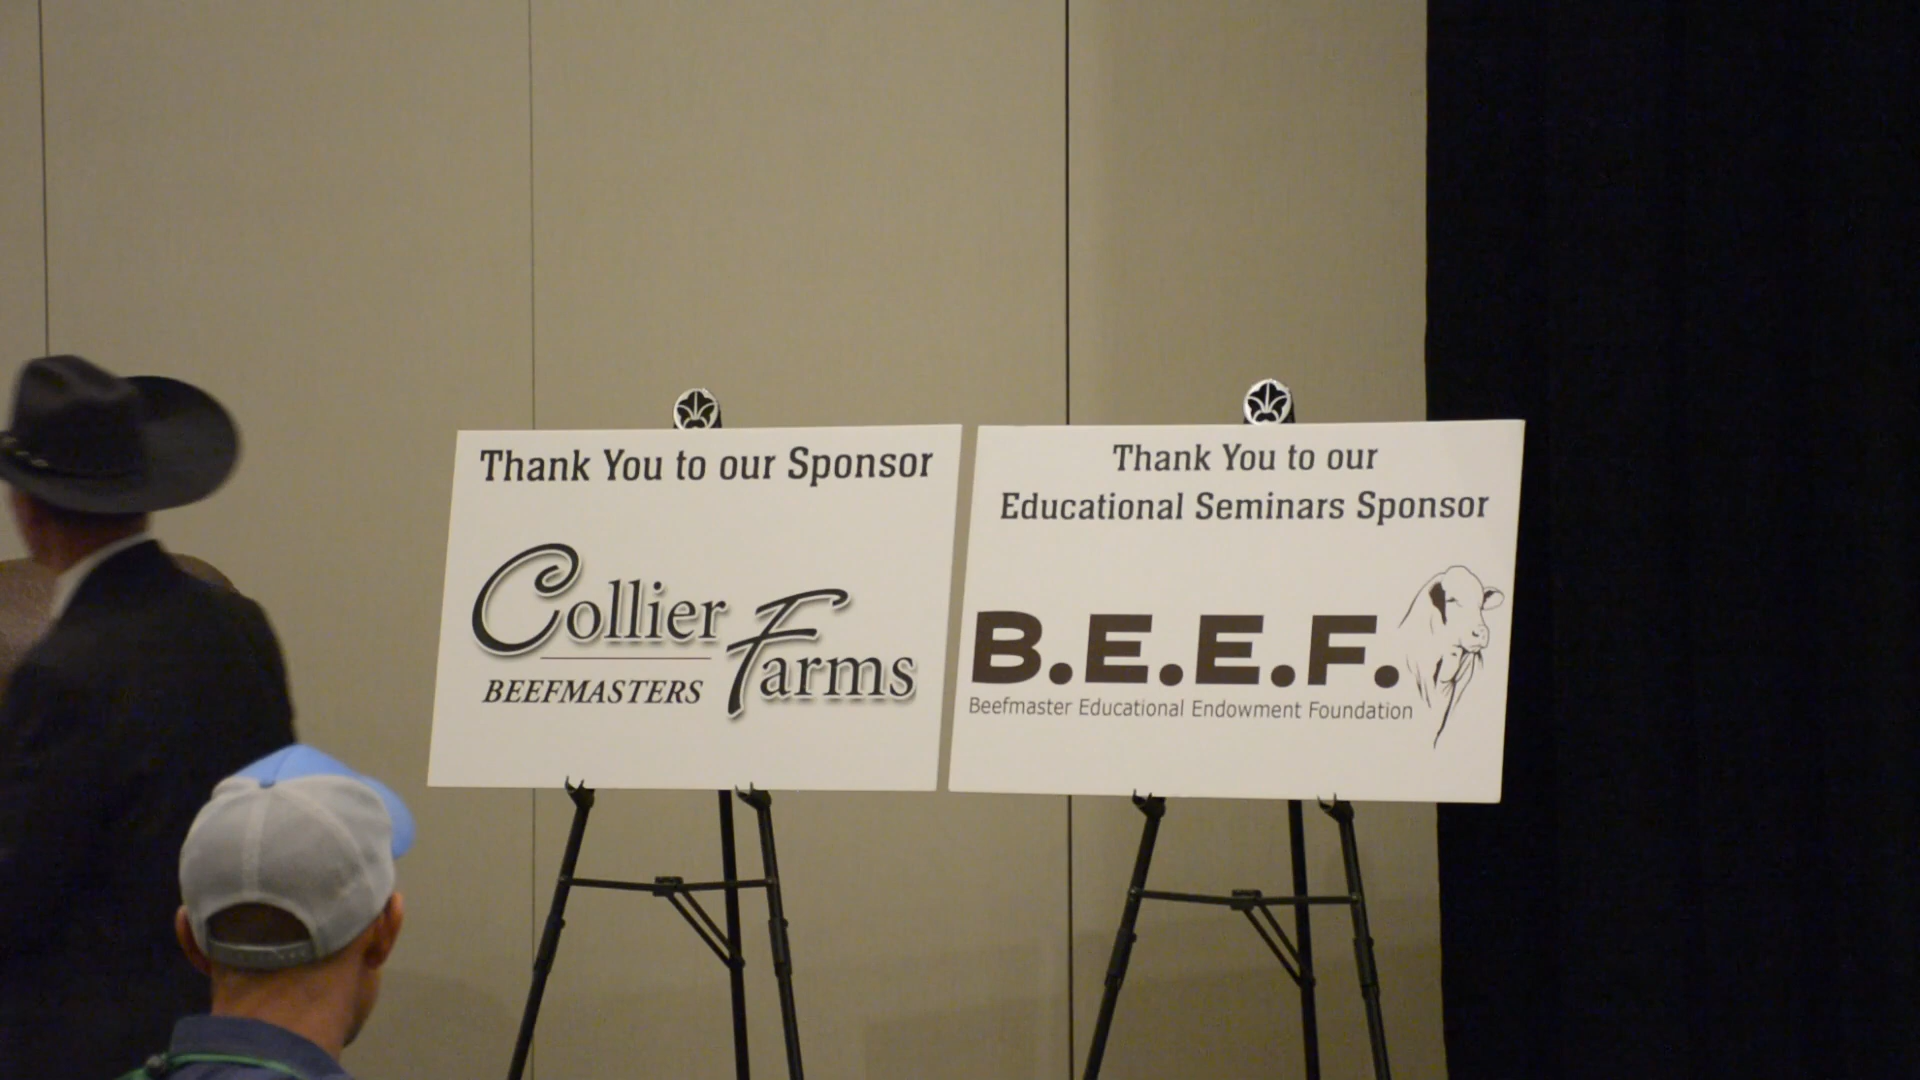 Thank You to our Sponsor
Collier Farms
BEEFMASTERS
Thank You to our
Educational Seminars Sponsor
B.E.E.F.
Beefmaster Educational Endowment Foundation